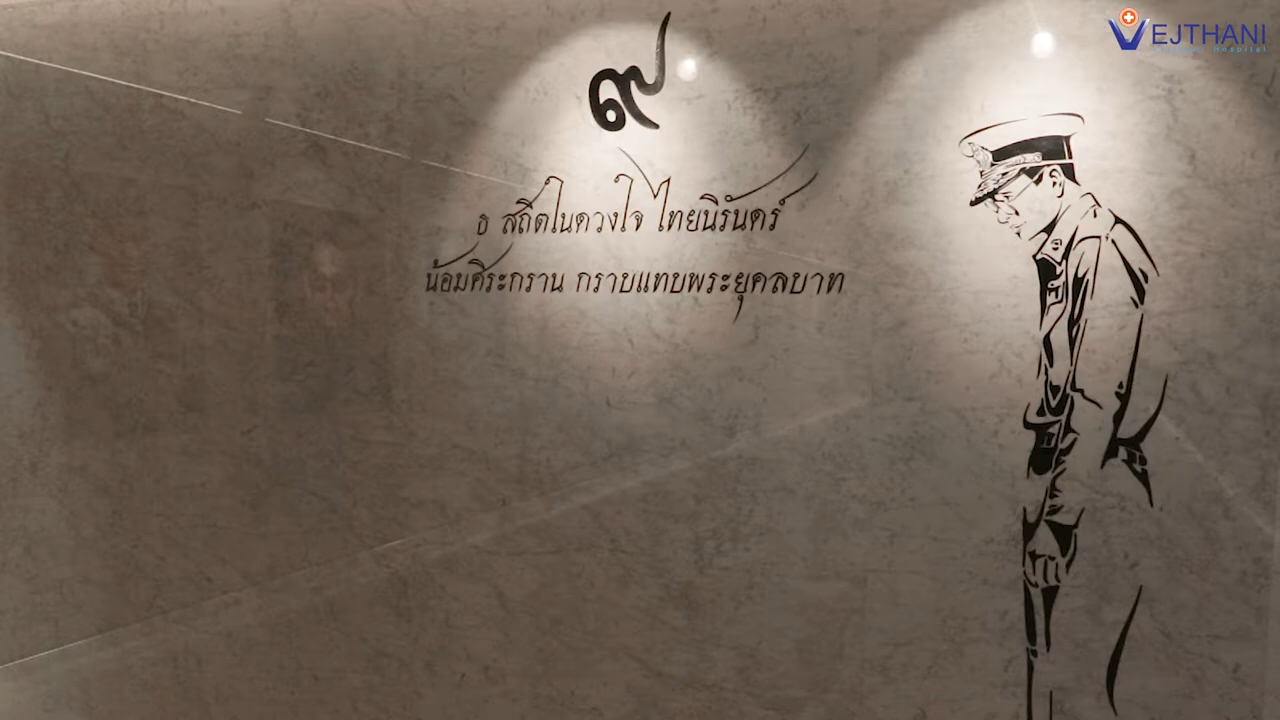 ๙
ธ สถิตในดวงใจ ไทยนิรันดร์
น้อมศิระกราน กราบแทบพระยุคลบาท
VEJTHANI
Hospital